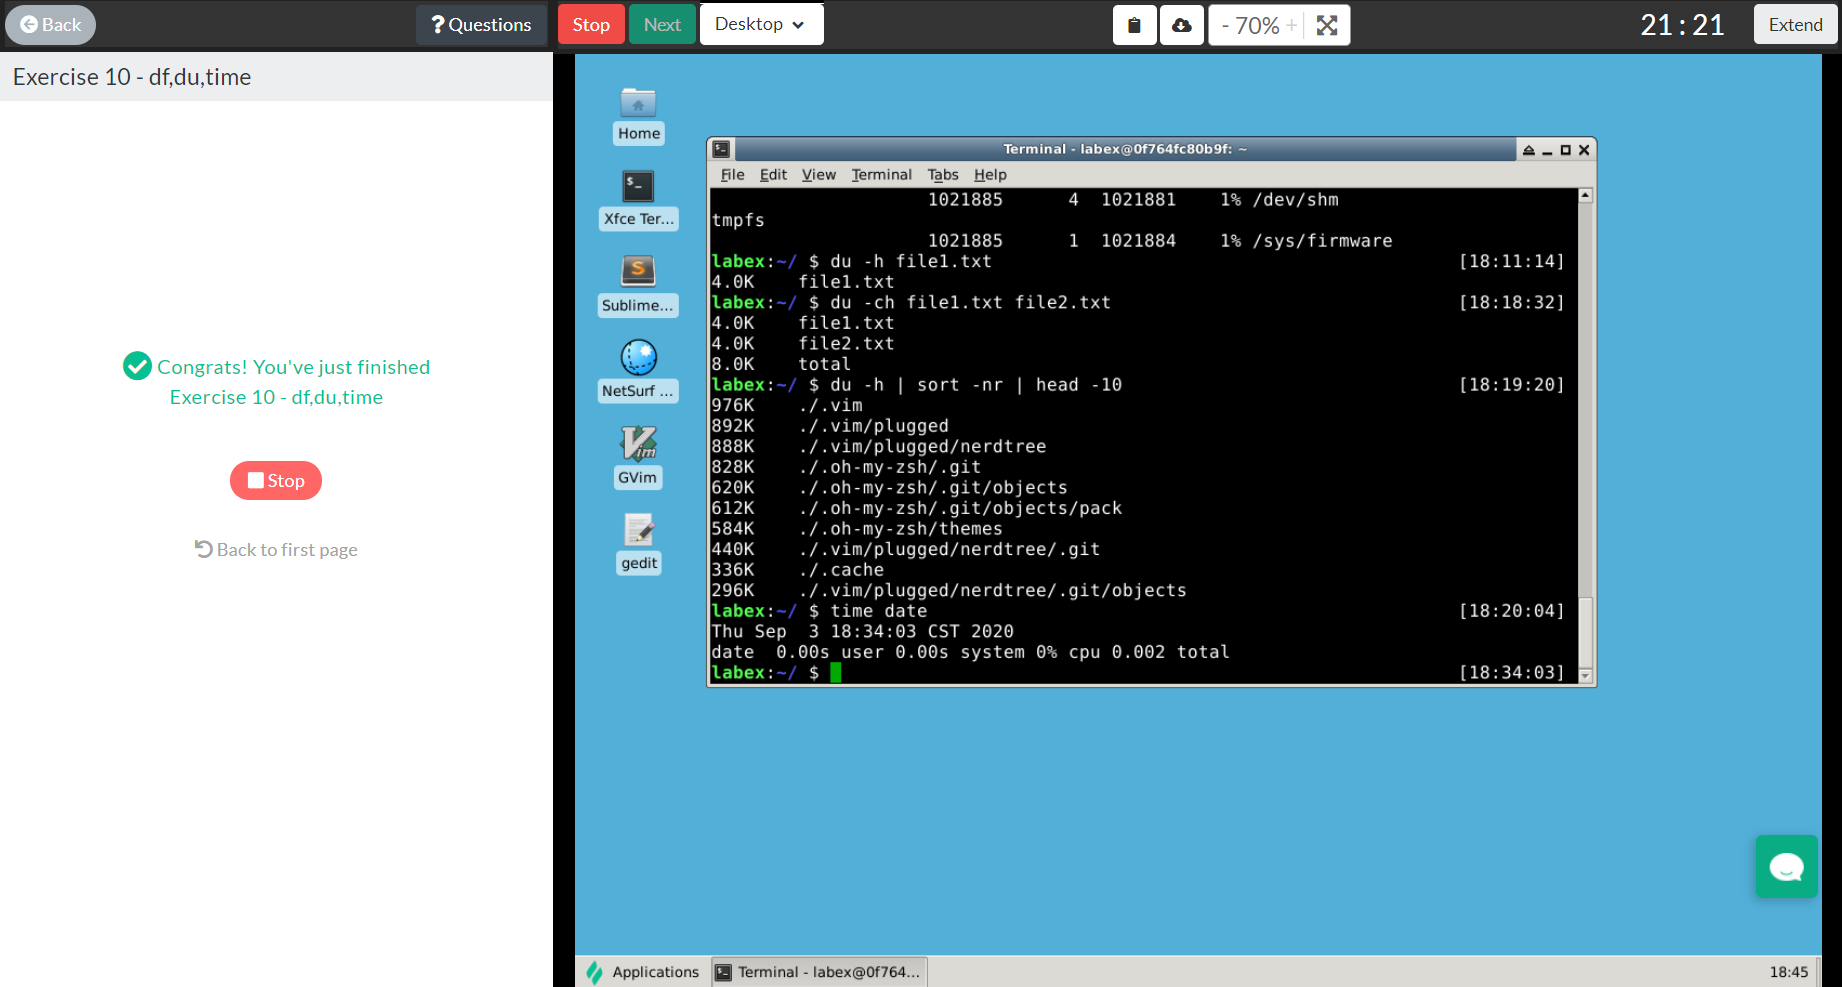 Back
? Questions
Stop
Next
Desktop
- 70% +
21 : 21
Extend
Exercise 10 - df,du,time
Congrats! You've just finished
Exercise 10 - df,du,time
Stop
Back to first page
Home
Xfce Ter...
Sublime...
NetSurf ...
GVim
gedit
Terminal - labex@0f764fc80b9f: ~
File Edit View Terminal Tabs Help
1021885 4 1021881 1% /dev/shm
tmpfs
1021885 1 1021884 1% /sys/firmware
labex:~/ $ du -h file1.txt [18:11:14]
4.0K file1.txt
labex:~/ $ du -ch file1.txt file2.txt [18:18:32]
4.0K file1.txt
4.0K file2.txt
8.0K total
labex:~/ $ du -h | sort -nr | head -10 [18:19:20]
976K ./.vim
892K ./.vim/plugged
888K ./.vim/plugged/nerdtree
828K ./.oh-my-zsh/.git
620K ./.oh-my-zsh/.git/objects
612K ./.oh-my-zsh/.git/objects/pack
584K ./.oh-my-zsh/themes
440K ./.vim/plugged/nerdtree/.git
336K ./.cache
296K ./.vim/plugged/nerdtree/.git/objects
labex:~/ $ time date [18:20:04]
Thu Sep 3 18:34:03 CST 2020
date 0.00s user 0.00s system 0% cpu 0.002 total
labex:~/ $ [18:34:03]
Applications
Terminal - labex@0f764...
18:45